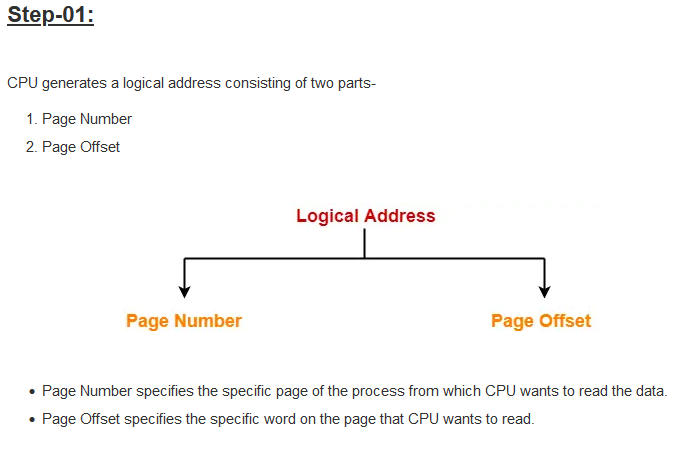 Step-01:
CPU generates a logical address consisting of two parts-
1. Page Number
2. Page Offset
Logical Address
Page Number
Page Offset
• Page Number specifies the specific page of the process from which CPU wants to read the data.
• Page Offset specifies the specific word on the page that CPU wants to read.